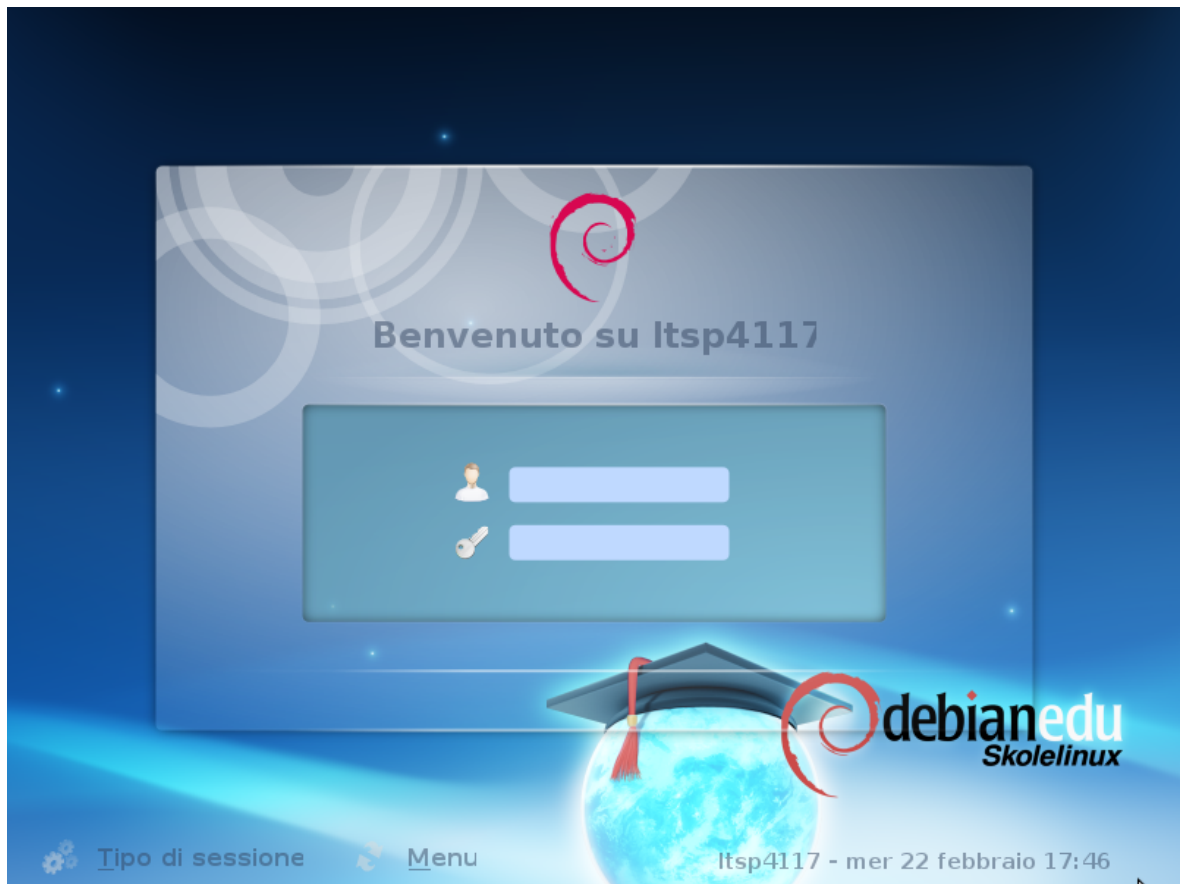 Benvenuto su ltsp4117
debianedu
Skolelinux
Tipo di sessione
Menu
ltsp4117 - mer 22 febbraio 17:46